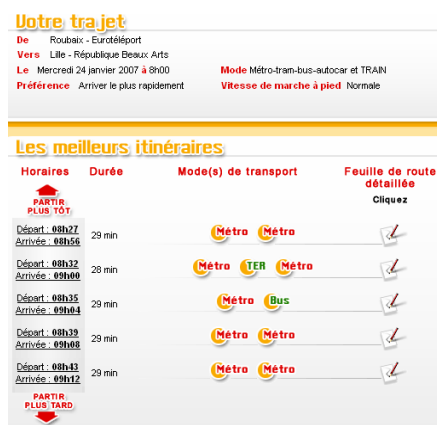 Votre trajet
De Roubaix - Eurotéléport
Vers Lille - République Beaux Arts
Le Mercredi 24 janvier 2007 à 8h00 Mode Métro-tram-bus-autocar et TRAIN
Préférence Arriver le plus rapidement Vitesse de marche à pied Normale
Les meilleurs itinéraires
Horaires Durée Mode(s) de transport Feuille de route
détaillée
Cliquez
PARTIR
PLUS TÔT
Départ : 08h27
Arrivée : 08h56
29 min Métro Métro
Départ : 08h32
Arrivée : 09h00
28 min Métro TER Métro
Départ : 08h35
Arrivée : 09h04
29 min Métro Bus
Départ : 08h39
Arrivée : 09h08
29 min Métro Métro
Départ : 08h43
Arrivée : 09h12
29 min Métro Métro
PARTIR
PLUS TARD